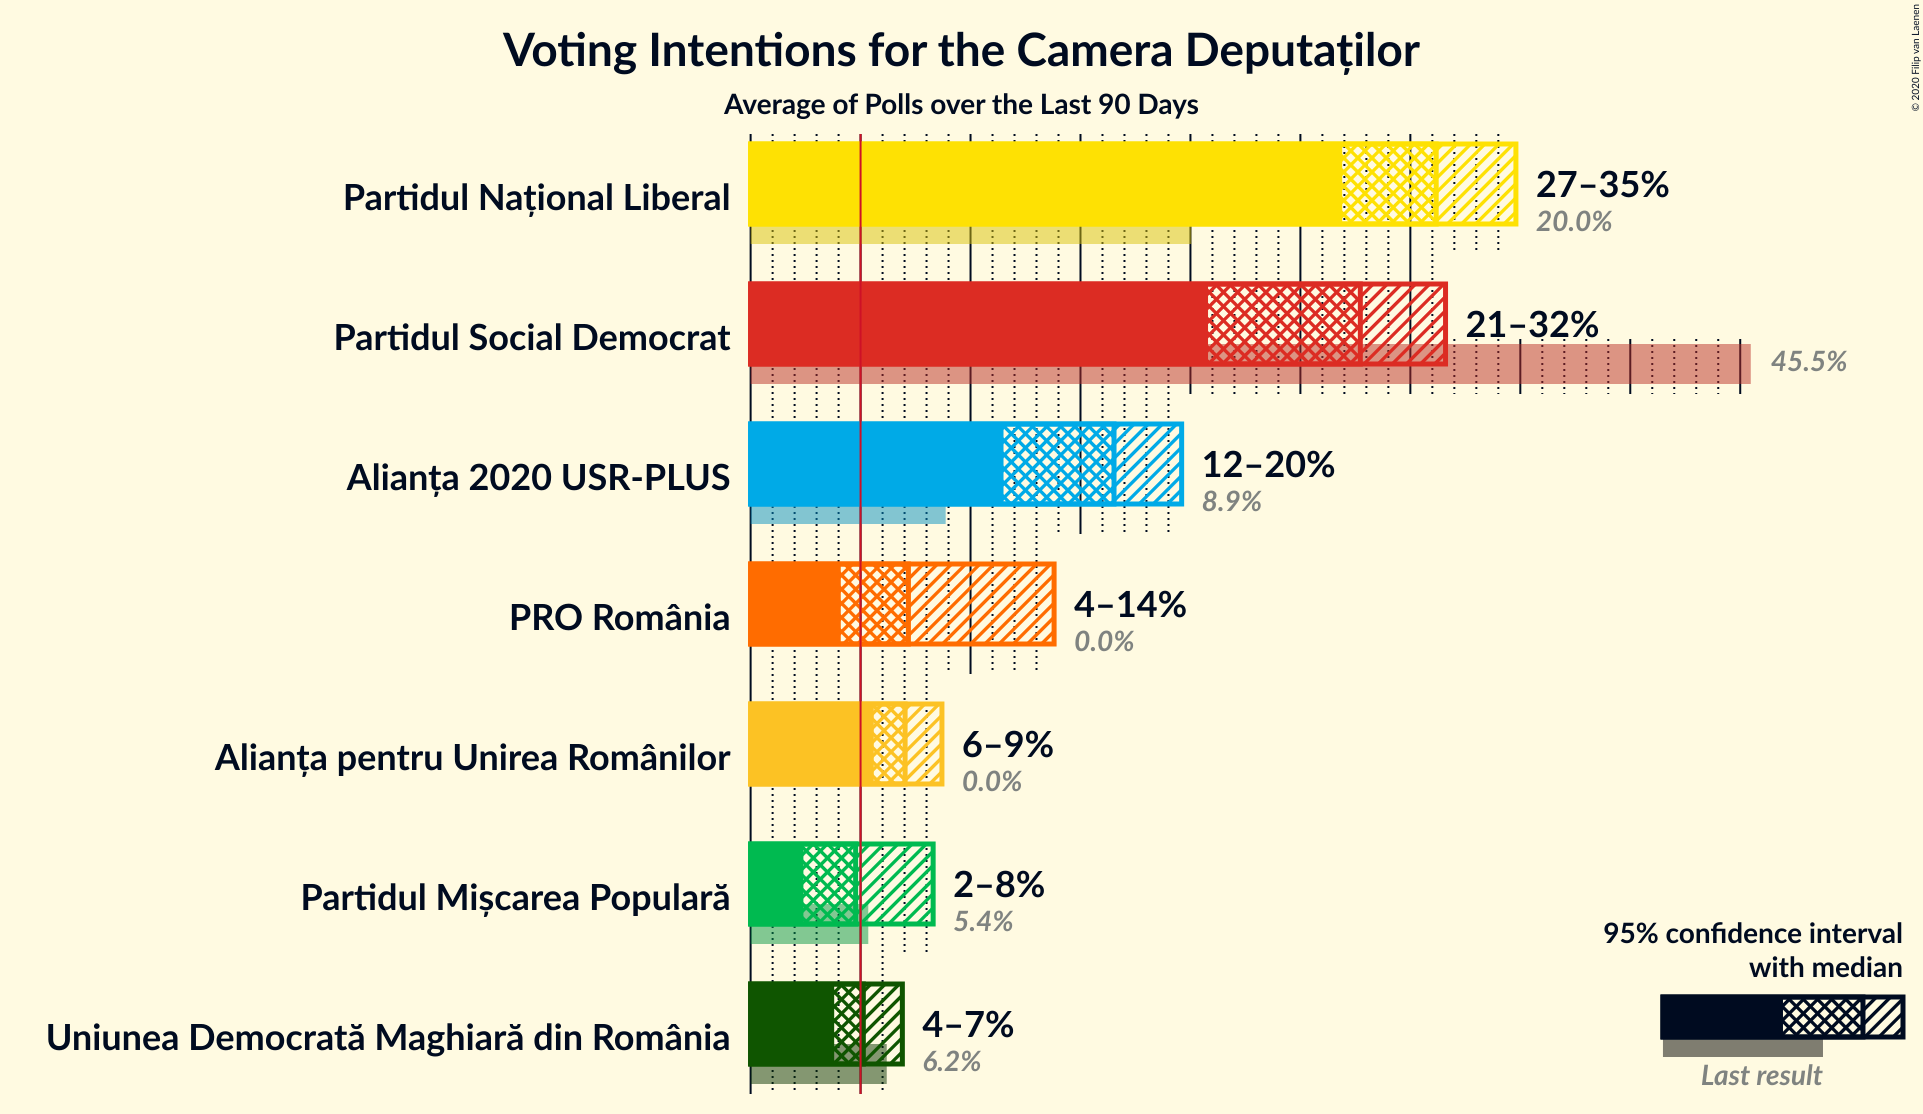 Voting Intentions for the Camera Deputaților
Average of Polls over the Last 90 Days
© 2020 Filip van Laenen
Partidul Național Liberal
27–35%
20.0%
Partidul Social Democrat
21–32%
45.5%
Alianța 2020 USR-PLUS
12–20%
8.9%
PRO România
4–14%
0.0%
Alianța pentru Unirea Românilor
6–9%
0.0%
Partidul Mișcarea Populară
2–8%
5.4%
Uniunea Democrată Maghiară din România
4–7%
6.2%
95% confidence interval
with median
Last result